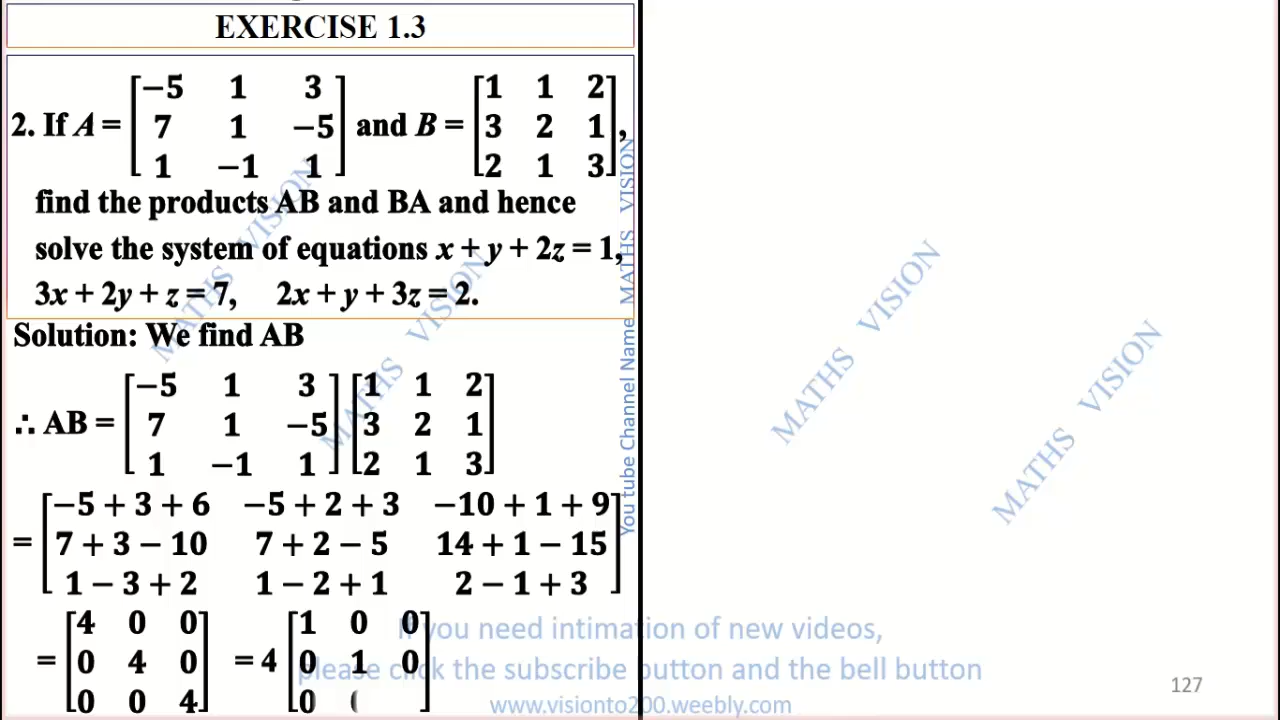 EXERCISE 1.3
2. If A = [−5 1 3; 7 1 −5; 1 −1 1] and B = [1 1 2; 3 2 1; 2 1 3],
find the products AB and BA and hence
solve the system of equations x + y + 2z = 1,
3x + 2y + z = 7, 2x + y + 3z = 2.
Solution: We find AB
∴ AB = [−5 1 3; 7 1 −5; 1 −1 1] [1 1 2; 3 2 1; 2 1 3]
= [−5 + 3 + 6 −5 + 2 + 3 −10 + 1 + 9; 7 + 3 − 10 7 + 2 − 5 14 + 1 − 15; 1 − 3 + 2 1 − 2 + 1 2 − 1 + 3]
= [4 0 0; 0 4 0; 0 0 4] = 4 [1 0 0; 0 1 0; 0
You tube Channel Name MATHS VISION
MATHS VISION
MATHS VISION
MATHS VISION
MATHS VISION
If you need intimation of new videos,
please click the subscribe button and the bell button
www.visionto200.weebly.com
127